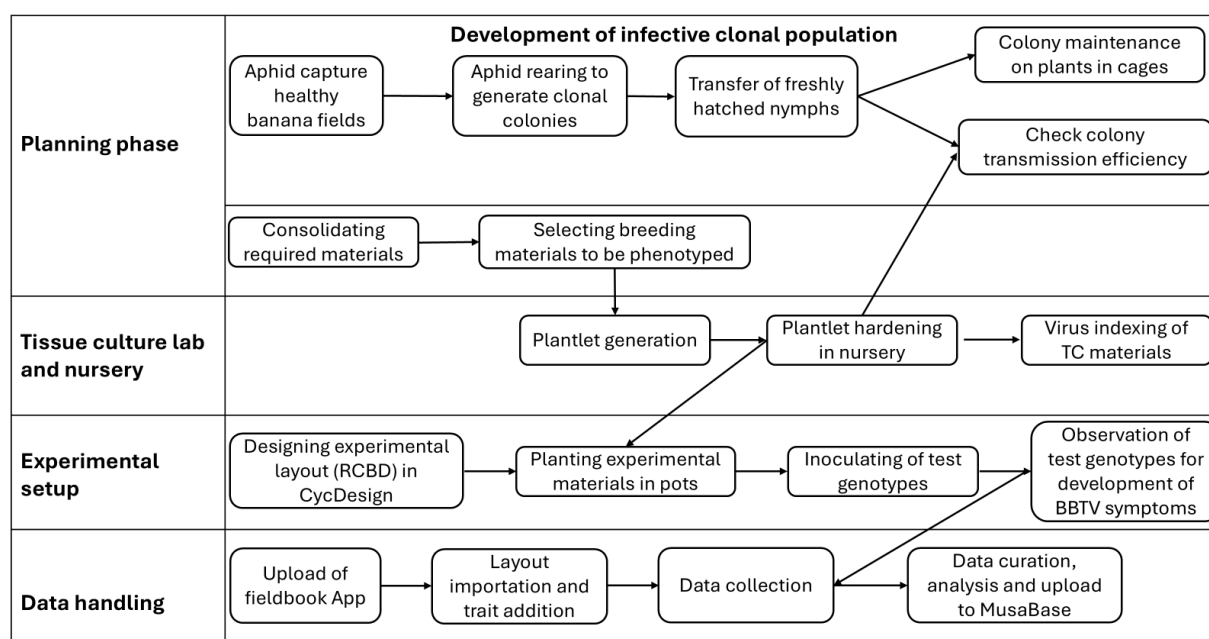 Planning phase
Development of infective clonal population
Aphid capture
healthy
banana fields
Aphid rearing to
generate clonal
colonies
Transfer of freshly
hatched nymphs
Colony maintenance
on plants in cages
Check colony
transmission efficiency
Consolidating
required materials
Selecting breeding
materials to be phenotyped
Tissue culture lab
and nursery
Plantlet generation
Plantlet hardening
in nursery
Virus indexing of
TC materials
Experimental
setup
Designing experimental
layout (RCBD) in
CycDesign
Planting experimental
materials in pots
Inoculating of test
genotypes
Observation of
test genotypes for
development of
BBTV symptoms
Data handling
Upload of
fieldbook App
Layout
importation and
trait addition
Data collection
Data curation,
analysis and upload
to MusaBase